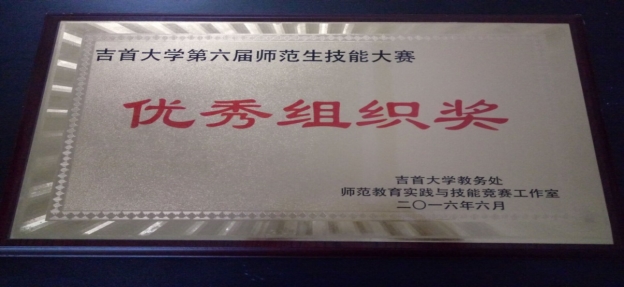 吉首大学第六届师范生技能大赛
优秀组织奖
吉首大学教务处
师范教育实践与技能竞赛工作室
二〇一六年六月